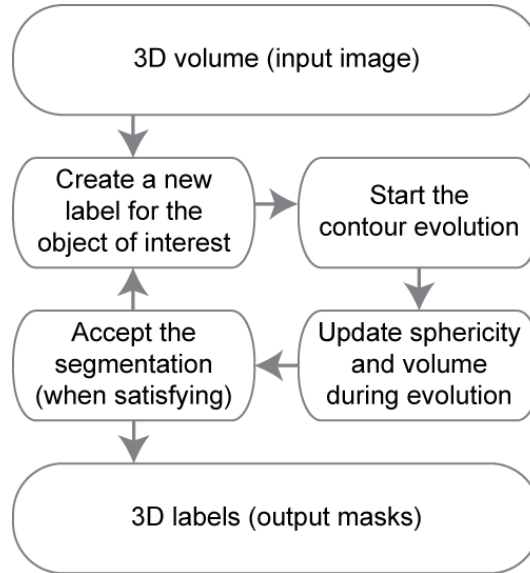 3D volume (input image)
Create a new
label for the
object of interest
Start the
contour evolution
Update sphericity
and volume
during evolution
Accept the
segmentation
(when satisfying)
3D labels (output masks)